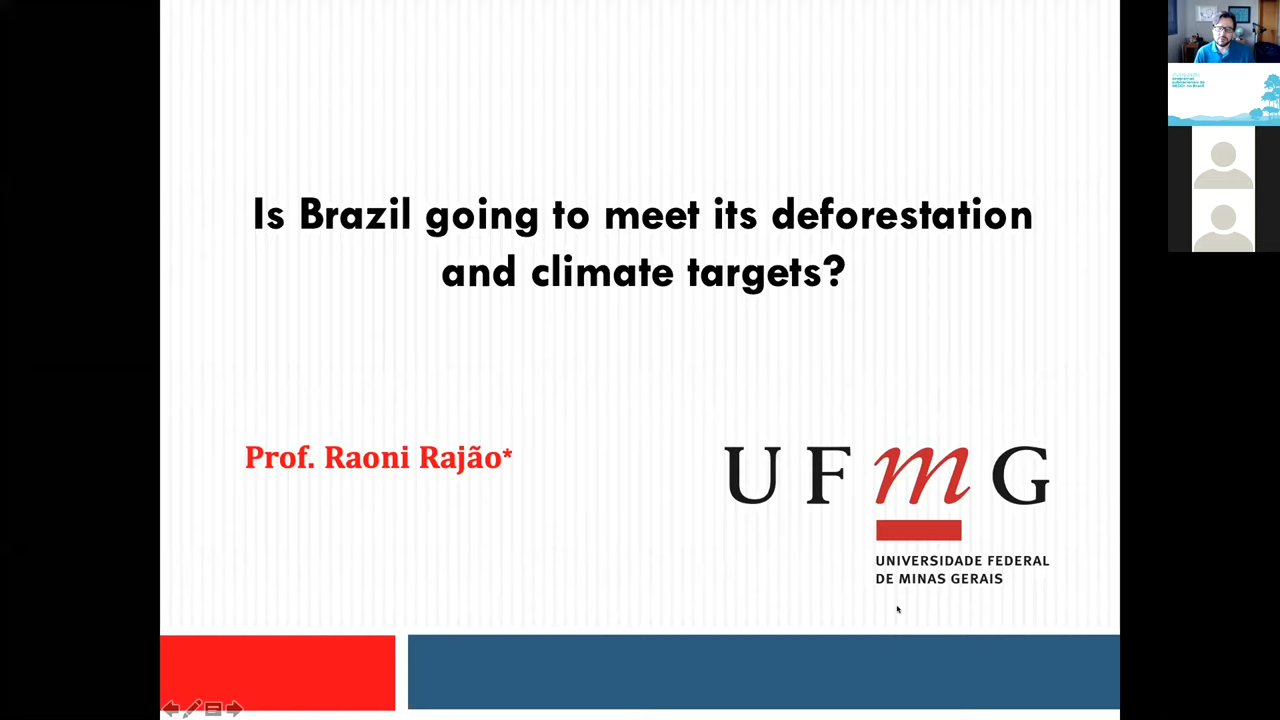 Is Brazil going to meet its deforestation
and climate targets?
Prof. Raoni Rajão*
UFmG
UNIVERSIDADE FEDERAL
DE MINAS GERAIS